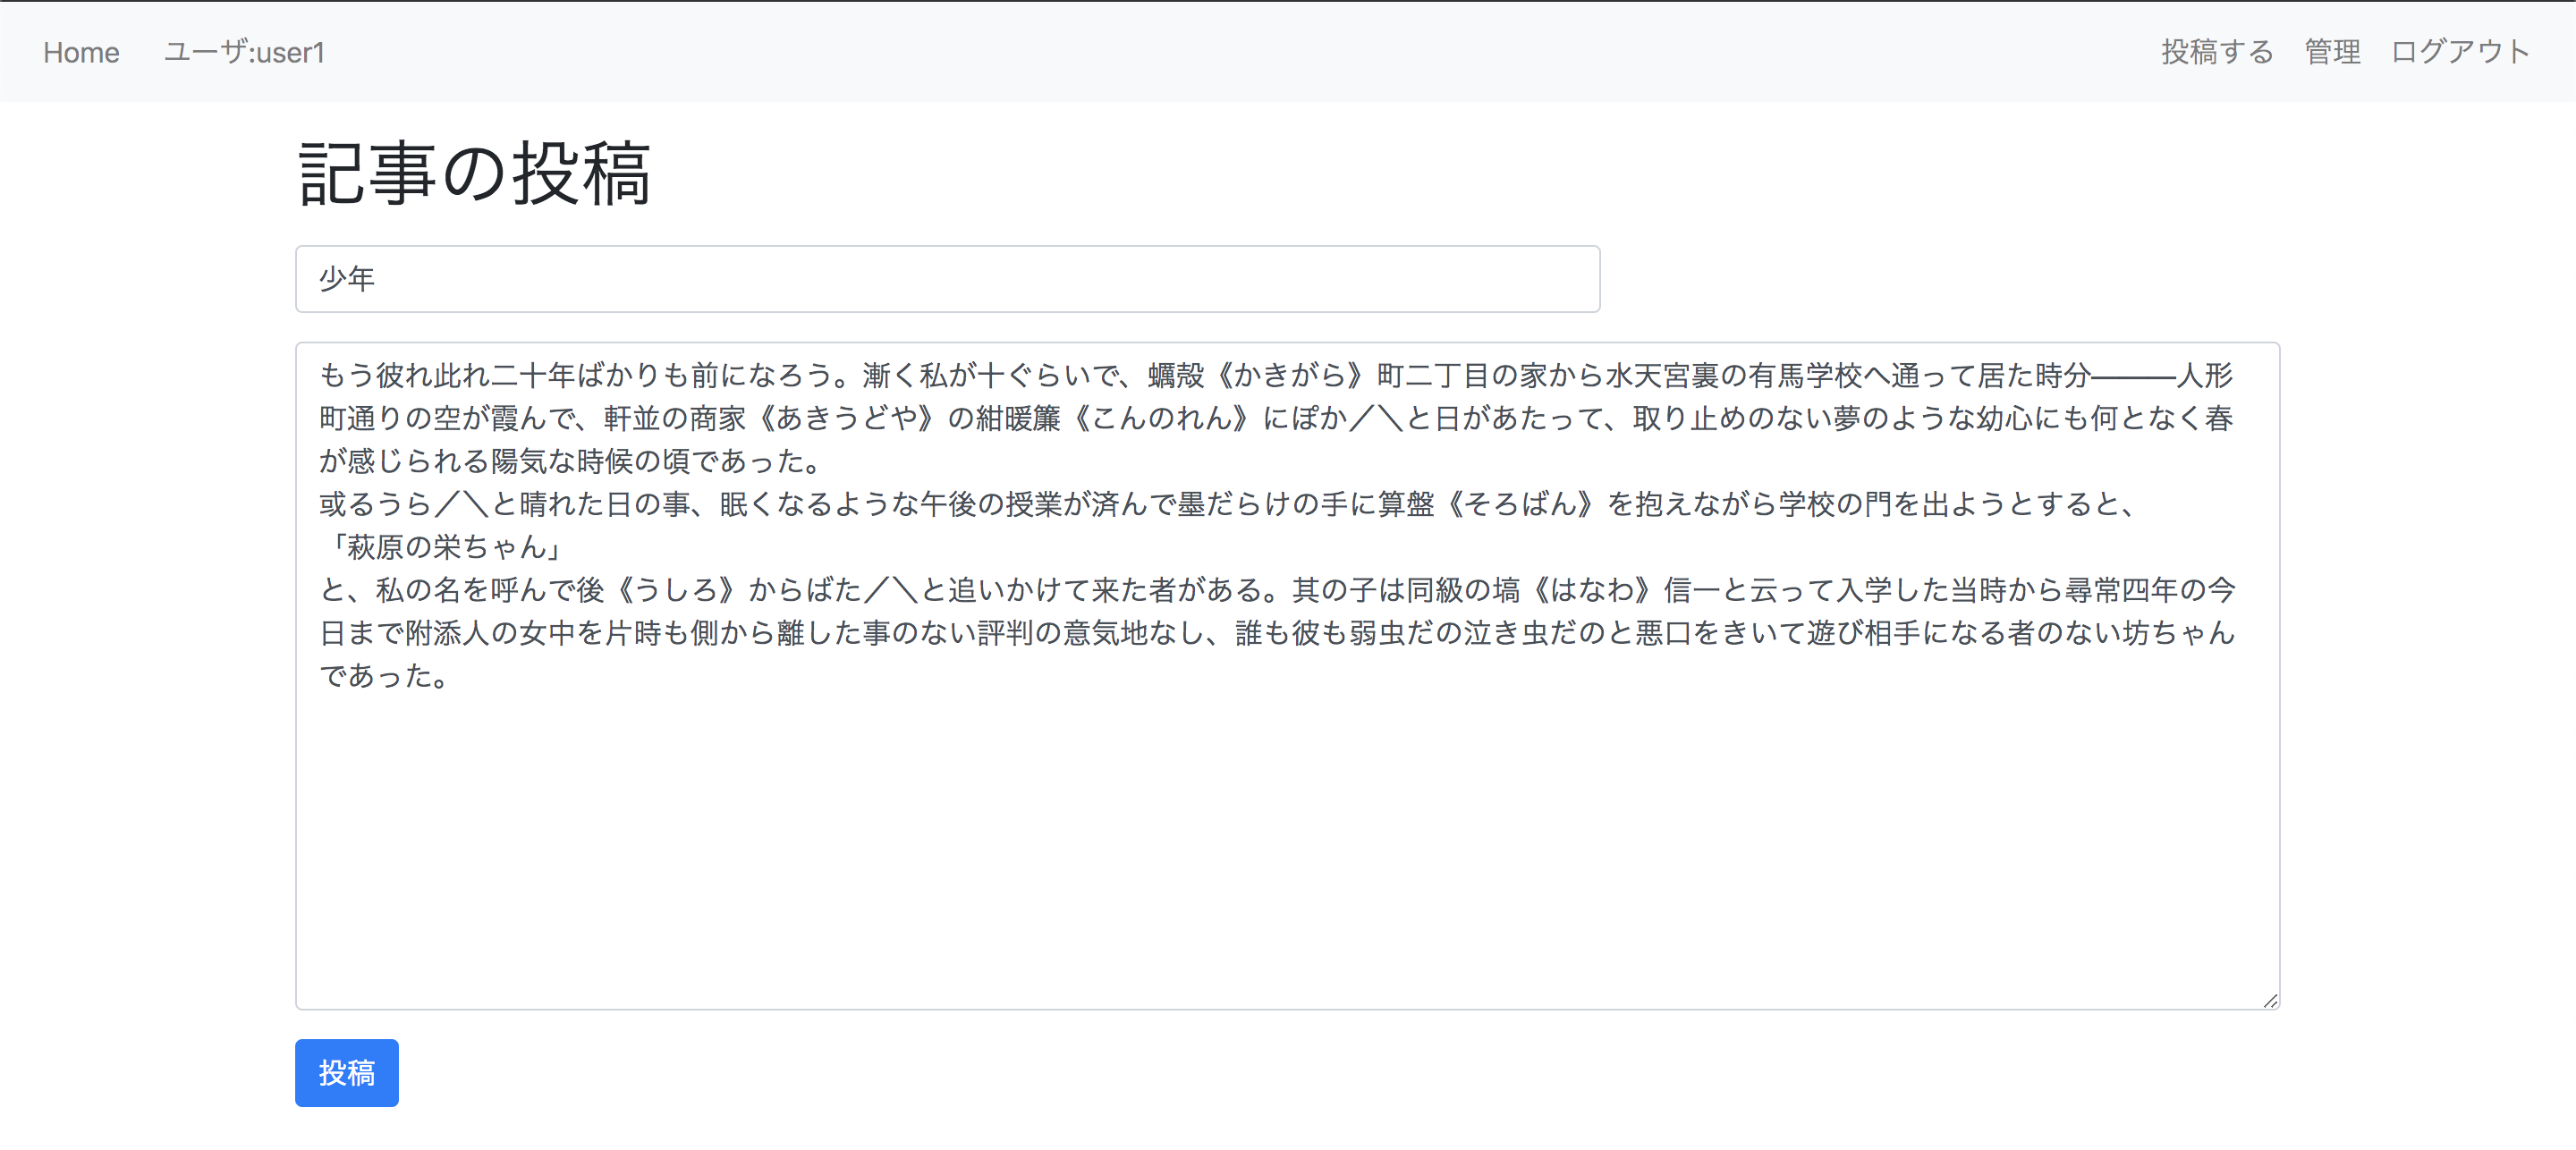 Home ユーザ:user1 投稿する 管理 ログアウト
記事の投稿
少年
もう彼れ此れ二十年ばかりも前になろう。漸く私が十ぐらいで、蠣殻《かきがら》町二丁目の家から水天宮裏の有馬学校へ通って居た時分―――人形
町通りの空が霞んで、軒並の商家《あきうどや》の紺暖簾《こんのれん》にぽか／＼と日があたって、取り止めのない夢のような幼心にも何となく春
が感じられる陽気な時候の頃であった。
或るうら／＼と晴れた日の事、眠くなるような午後の授業が済んで墨だらけの手に算盤《そろばん》を抱えながら学校の門を出ようとすると、
「萩原の栄ちゃん」
と、私の名を呼んで後《うしろ》からばた／＼と追いかけて来た者がある。其の子は同級の塙《はなわ》信一と云って入学した当時から尋常四年の今
日まで附添人の女中を片時も側から離した事のない評判の意気地なし、誰も彼も弱虫だの泣き虫だのと悪口をきいて遊び相手になる者のない坊ちゃん
であった。
投稿